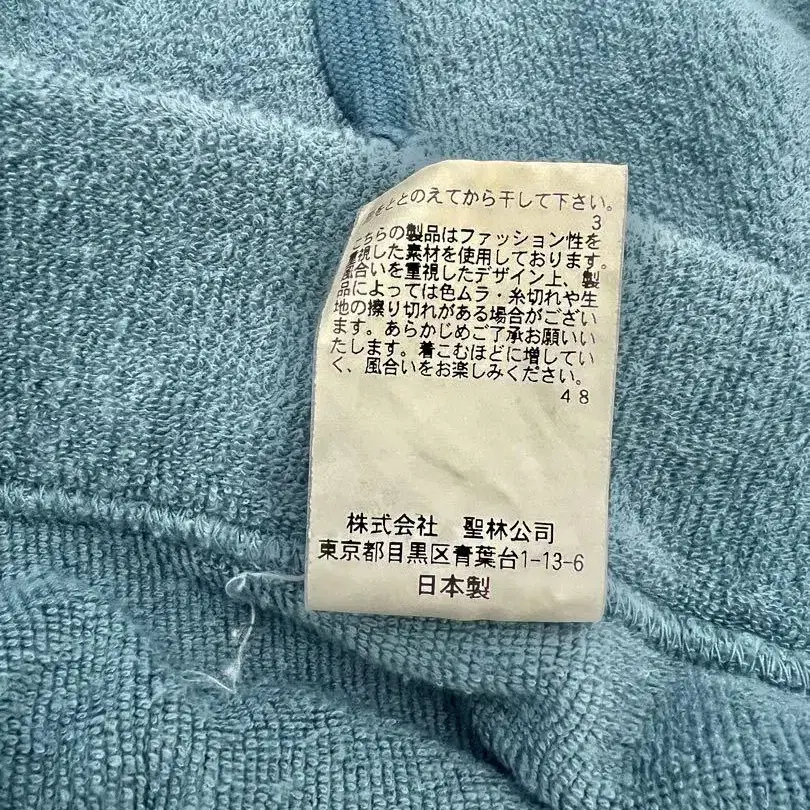 をととのえてから干して下さい。
3
こちらの製品はファッション性を
重視した素材を使用しております。
風合いを重視したデザイン上、製
品によっては色ムラ・糸切れや生
地の擦り切れがある場合がござい
ます。あらかじめご了承お願いい
たします。着こむほどに増してい
く、風合いをお楽しみください。
48
株式会社 聖林公司
東京都目黒区青葉台1-13-6
日本製